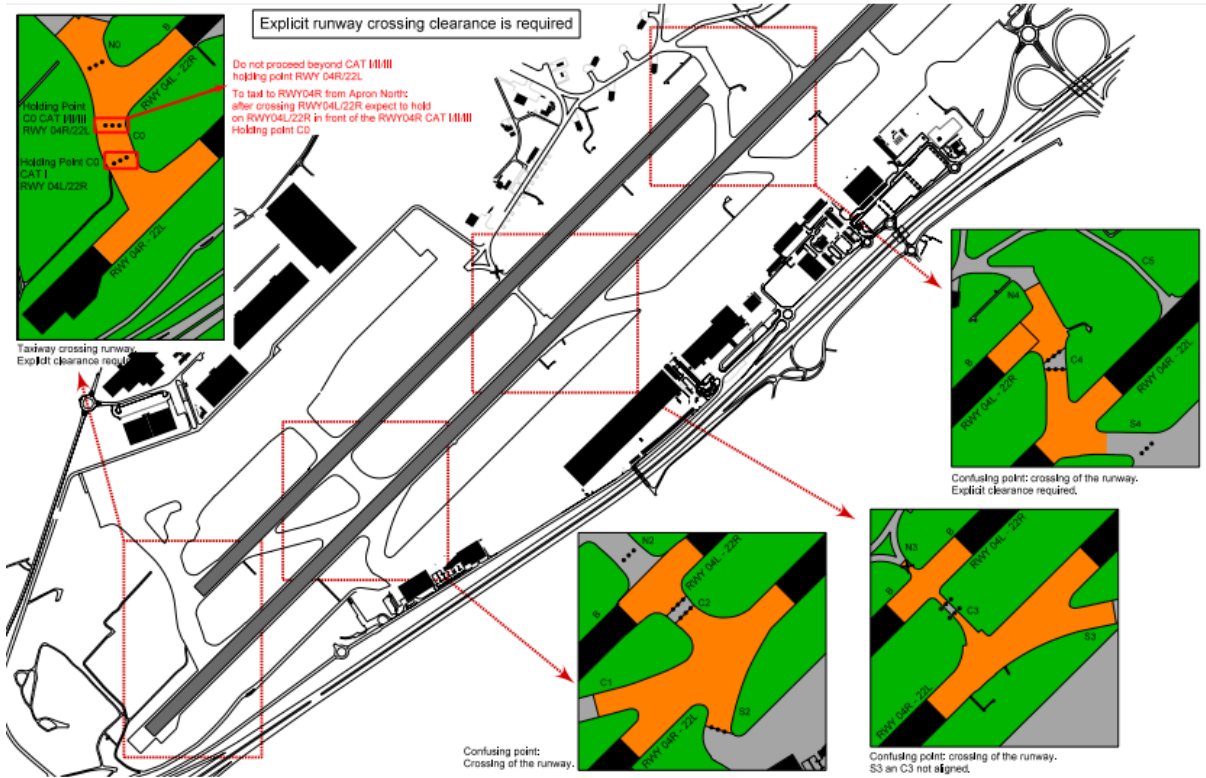 Explicit runway crossing clearance is required
Do not proceed beyond CAT I/II/III
holding point RWY 04R/22L
To taxi to RWY04R from Apron North:
after crossing RWY04L/22R expect to hold
on RWY04L/22R in front of the RWY04R CAT I/II/III
Holding point C0
N0
B
RWY 04L - 22R
Holding Point
C0 CAT I/II/III
RWY 04R/22L
C0
Holding Point C0
CAT I
RWY 04L/22R
RWY 04R - 22L
Taxiway crossing runway.
Explicit clearance
C5
N4
C4
B
RWY 04L - 22R
RWY 04R - 22L
S4
Confusing point: crossing of the runway.
Explicit clearance required.
N2
RWY 04L - 22R
B
C2
C1
S2
RWY 04R - 22L
Confusing point:
Crossing of the runway.
N3
RWY 04L - 22R
B
C3
S3
RWY 04R - 22L
Confusing point: crossing of the runway.
S3 an C3 not aligned.